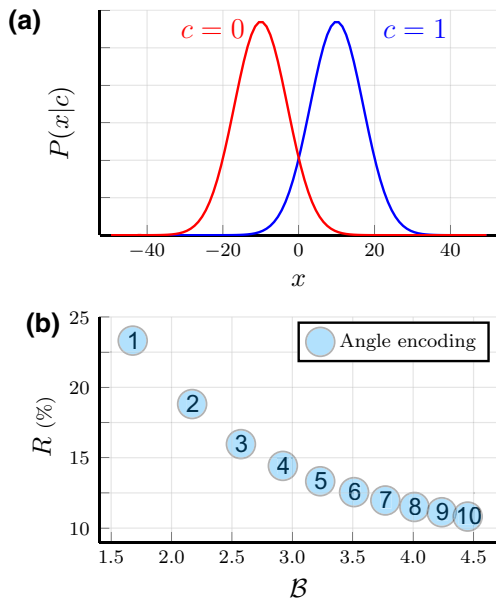 (a)
c = 0
c = 1
P(x|c)
−40 −20 0 20 40
x
(b)
25
20
15
10
R (%)
Angle encoding
1
2
3
4
5
6
7
8
9
10
1.5 2.0 2.5 3.0 3.5 4.0 4.5
ℬ